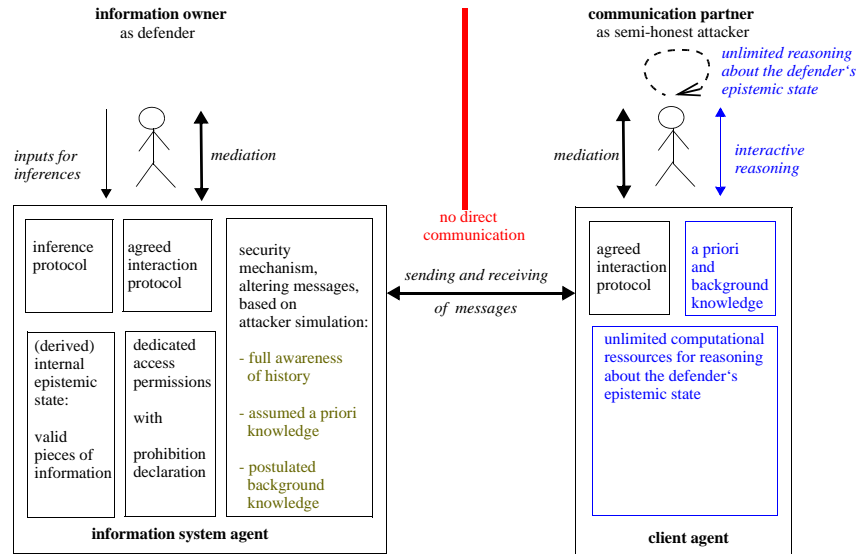 information owner
as defender
communication partner
as semi-honest attacker
unlimited reasoning
about the defender‘s
epistemic state
inputs for
inferences
mediation
mediation
interactive
reasoning
no direct
communication
inference
protocol
agreed
interaction
protocol
security
mechanism,
altering messages,
based on
attacker simulation:
- full awareness
of history
- assumed a priori
knowledge
- postulated
background
knowledge
(derived)
internal
epistemic
state:
valid
pieces of
information
dedicated
access
permissions
with
prohibition
declaration
information system agent
sending and receiving
of messages
agreed
interaction
protocol
a priori
and
background
knowledge
unlimited computational
ressources for reasoning
about the defender‘s
epistemic state
client agent